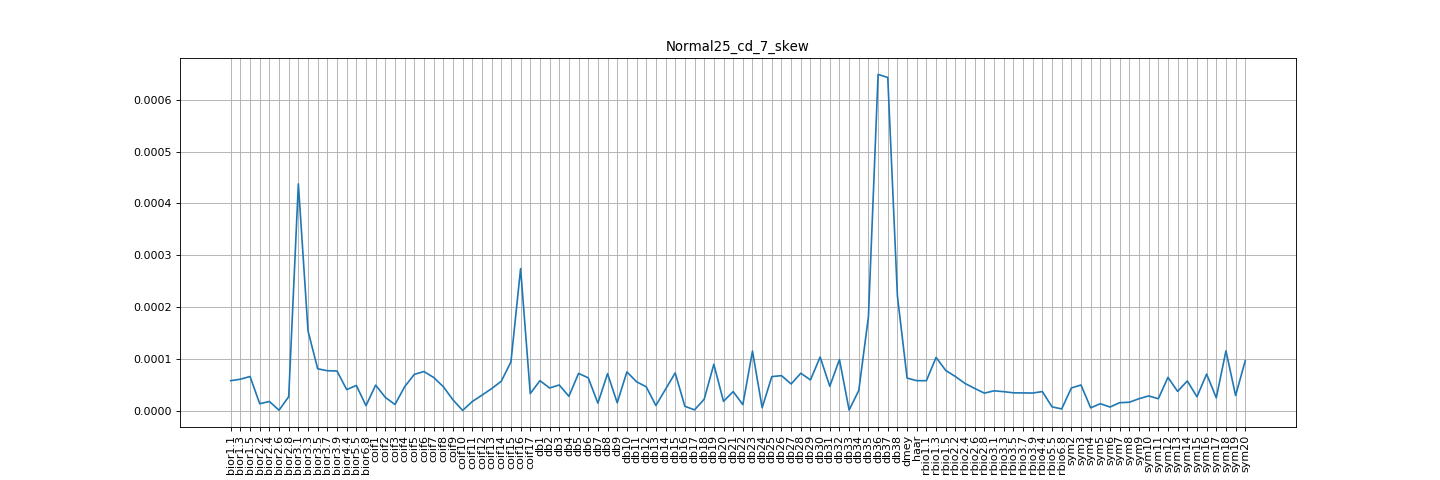 Normal25_cd_7_skew
0.0006
0.0005
0.0004
0.0003
0.0002
0.0001
0.0000
bior1.1
bior1.3
bior1.5
bior2.2
bior2.4
bior2.6
bior2.8
bior3.1
bior3.3
bior3.5
bior3.7
bior3.9
bior4.4
bior5.5
bior6.8
coif1
coif2
coif3
coif4
coif5
coif6
coif7
coif8
coif9
coif10
coif11
coif12
coif13
coif14
coif15
coif16
coif17
db1
db2
db3
db4
db5
db6
db7
db8
db9
db10
db11
db12
db13
db14
db15
db16
db17
db18
db19
db20
db21
db22
db23
db24
db25
db26
db27
db28
db29
db30
db31
db32
db33
db34
db35
db36
db37
db38
dmey
haar
rbio1.1
rbio1.3
rbio1.5
rbio2.2
rbio2.4
rbio2.6
rbio2.8
rbio3.1
rbio3.3
rbio3.5
rbio3.7
rbio3.9
rbio4.4
rbio5.5
rbio6.8
sym2
sym3
sym4
sym5
sym6
sym7
sym8
sym9
sym10
sym11
sym12
sym13
sym14
sym15
sym16
sym17
sym18
sym19
sym20